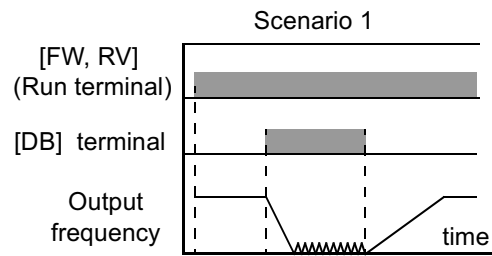 Scenario 1
[FW, RV]
(Run terminal)
[DB] terminal
Output
frequency
time